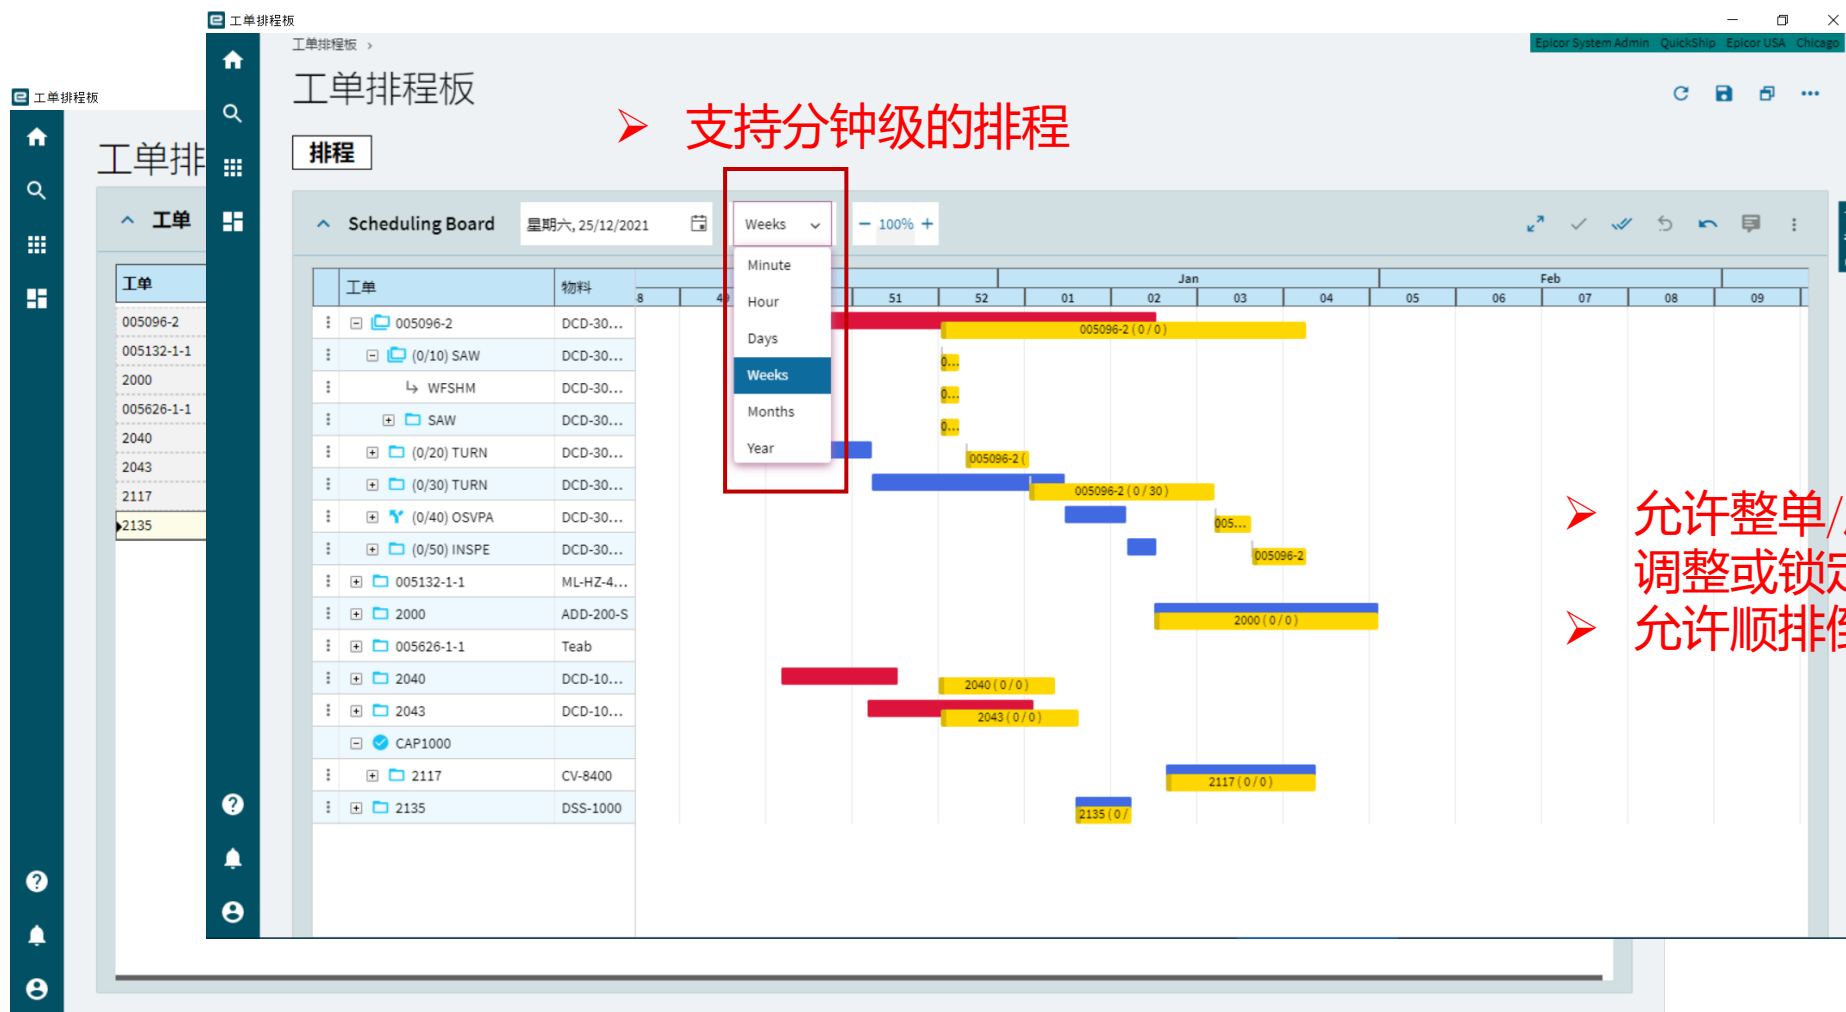 工单排程板
工单排
工单
工单
005096-2
005132-1-1
2000
005626-1-1
2040
2043
2117
2135
工单排程板
工单排程板 ›
Epicor System Admin QuickShip Epicor USA Chicago
工单排程板
支持分钟级的排程
排程
Scheduling Board 星期六, 25/12/2021 Weeks 100%
Minute
Hour
Days
Weeks
Months
Year
Jan Feb
工单 物料
51 52 01 02 03 04 05 06 07 08 09
005096-2 DCD-30... 005096-2 ( 0 / 0 )
(0/10) SAW DCD-30... 0...
WFSHM DCD-30... 0...
SAW DCD-30... 0...
(0/20) TURN DCD-30... 005096-2 (
(0/30) TURN DCD-30... 005096-2 ( 0 / 30 )
(0/40) OSVPA DCD-30... 005...
(0/50) INSPE DCD-30... 005096-2
005132-1-1 ML-HZ-4...
2000 ADD-200-S 2000 ( 0 / 0 )
005626-1-1 Teab
2040 DCD-10... 2040 ( 0 / 0 )
2043 DCD-10... 2043 ( 0 / 0 )
CAP1000
2117 CV-8400 2117 ( 0 / 0 )
2135 DSS-1000 2135 ( 0 /
允许整单/
调整或锁定
允许顺排倒